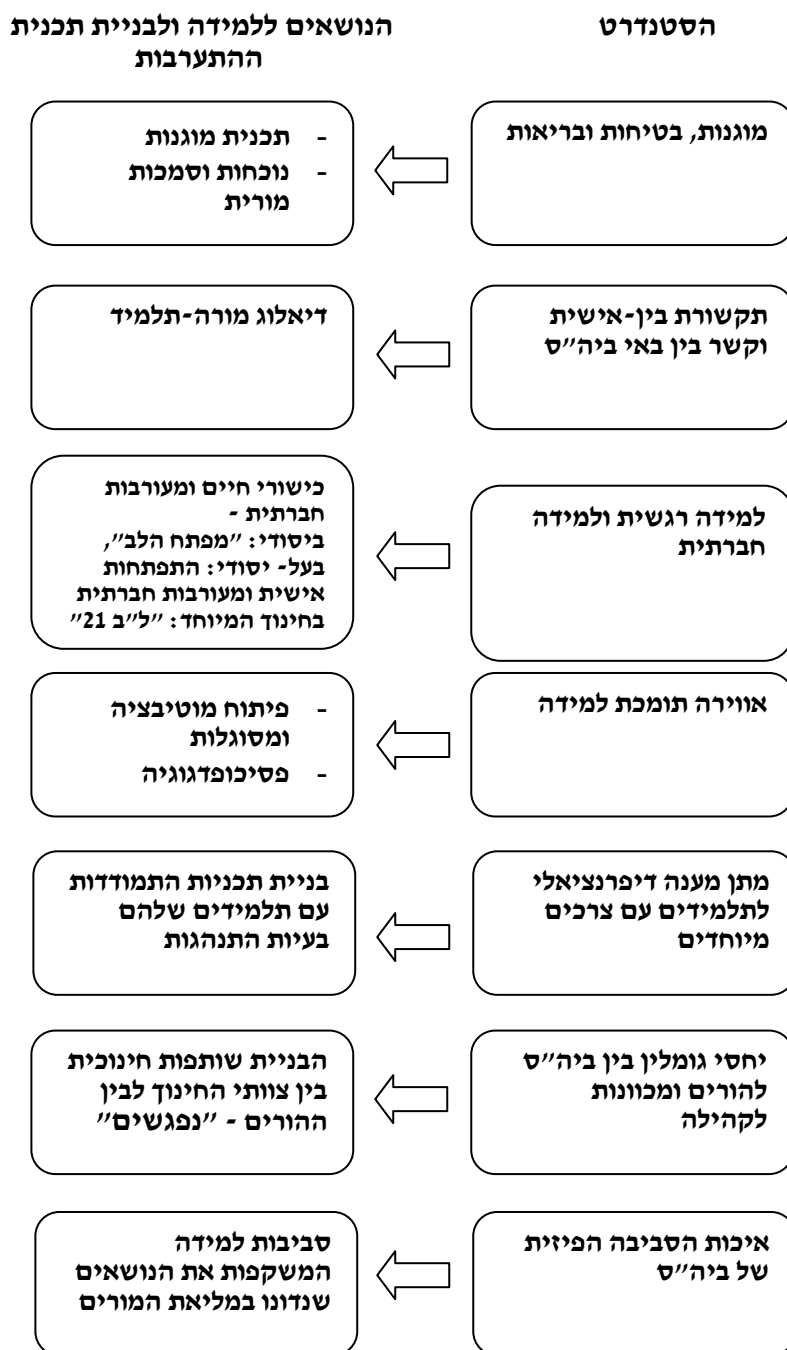 הסטנדרט
הנושאים ללמידה ולבניית תכנית
ההתערבות
מוגנות, בטיחות ובריאות
- תכנית מוגנות
- נוכחות וסמכות
מורית
תקשורת בין-אישית
וקשר בין באי ביה״ס
דיאלוג מורה-תלמיד
למידה רגשית ולמידה
חברתית
כישורי חיים ומעורבות
חברתית -
ביסודי: ״מפתח הלב״,
בעל- יסודי: התפתחות
אישית ומעורבות חברתית
בחינוך המיוחד: ״ל״ב 21״
אווירה תומכת למידה
- פיתוח מוטיבציה
ומסוגלות
- פסיכופדגוגיה
מתן מענה דיפרנציאלי
לתלמידים עם צרכים
מיוחדים
בניית תכניות התמודדות
עם תלמידים שלהם
בעיות התנהגות
יחסי גומלין בין ביה״ס
להורים ומכוונות
לקהילה
הבניית שותפות חינוכית
בין צוותי החינוך לבין
ההורים - ״נפגשים״
איכות הסביבה הפיזית
של ביה״ס
סביבות למידה
המשקפות את הנושאים
שנדונו במליאת המורים